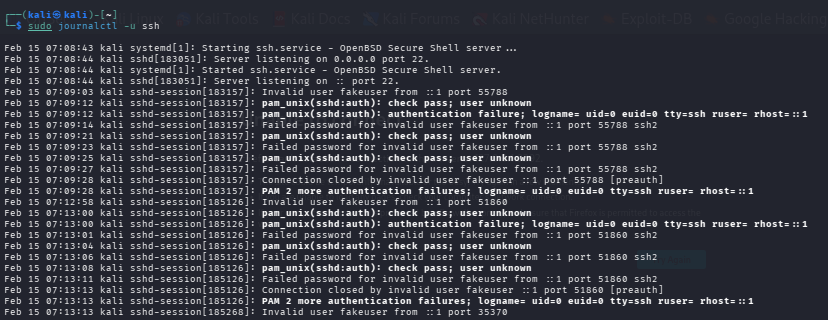 Kali Tools Kali Docs Kali Forums Kali NetHunter Exploit-DB Google Hacking
┌──(kali㉿kali)-[~]
└─$ sudo journalctl -u ssh
Feb 15 07:08:43 kali systemd[1]: Starting ssh.service - OpenBSD Secure Shell server...
Feb 15 07:08:44 kali sshd[183051]: Server listening on 0.0.0.0 port 22.
Feb 15 07:08:44 kali systemd[1]: Started ssh.service - OpenBSD Secure Shell server.
Feb 15 07:08:44 kali sshd[183051]: Server listening on :: port 22.
Feb 15 07:09:03 kali sshd-session[183157]: Invalid user fakeuser from ::1 port 55788
Feb 15 07:09:12 kali sshd-session[183157]: pam_unix(sshd:auth): check pass; user unknown
Feb 15 07:09:12 kali sshd-session[183157]: pam_unix(sshd:auth): authentication failure; logname= uid=0 euid=0 tty=ssh ruser= rhost=::1
Feb 15 07:09:14 kali sshd-session[183157]: Failed password for invalid user fakeuser from ::1 port 55788 ssh2
Feb 15 07:09:21 kali sshd-session[183157]: pam_unix(sshd:auth): check pass; user unknown
Feb 15 07:09:23 kali sshd-session[183157]: Failed password for invalid user fakeuser from ::1 port 55788 ssh2
Feb 15 07:09:25 kali sshd-session[183157]: pam_unix(sshd:auth): check pass; user unknown
Feb 15 07:09:27 kali sshd-session[183157]: Failed password for invalid user fakeuser from ::1 port 55788 ssh2
Feb 15 07:09:28 kali sshd-session[183157]: Connection closed by invalid user fakeuser ::1 port 55788 [preauth]
Feb 15 07:09:28 kali sshd-session[183157]: PAM 2 more authentication failures; logname= uid=0 euid=0 tty=ssh ruser= rhost=::1
Feb 15 07:12:58 kali sshd-session[185126]: Invalid user fakeuser from ::1 port 51860
Feb 15 07:13:00 kali sshd-session[185126]: pam_unix(sshd:auth): check pass; user unknown
Feb 15 07:13:00 kali sshd-session[185126]: pam_unix(sshd:auth): authentication failure; logname= uid=0 euid=0 tty=ssh ruser= rhost=::1
Feb 15 07:13:01 kali sshd-session[185126]: Failed password for invalid user fakeuser from ::1 port 51860 ssh2
Feb 15 07:13:04 kali sshd-session[185126]: pam_unix(sshd:auth): check pass; user unknown
Feb 15 07:13:06 kali sshd-session[185126]: Failed password for invalid user fakeuser from ::1 port 51860 ssh2
Feb 15 07:13:08 kali sshd-session[185126]: pam_unix(sshd:auth): check pass; user unknown
Feb 15 07:13:11 kali sshd-session[185126]: Failed password for invalid user fakeuser from ::1 port 51860 ssh2
Feb 15 07:13:13 kali sshd-session[185126]: Connection closed by invalid user fakeuser ::1 port 51860 [preauth]
Feb 15 07:13:13 kali sshd-session[185126]: PAM 2 more authentication failures; logname= uid=0 euid=0 tty=ssh ruser= rhost=::1
Feb 15 07:13:13 kali sshd-session[185268]: Invalid user fakeuser from ::1 port 35370